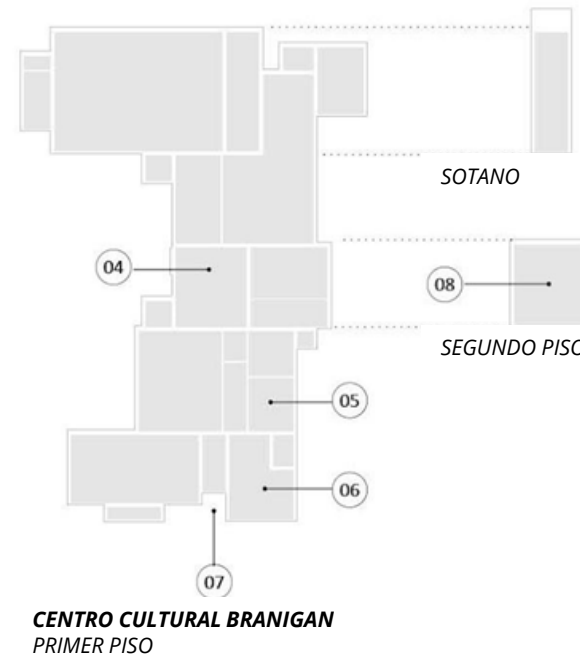 SOTANO
04
08
SEGUNDO PISO
05
06
07
CENTRO CULTURAL BRANIGAN
PRIMER PISO